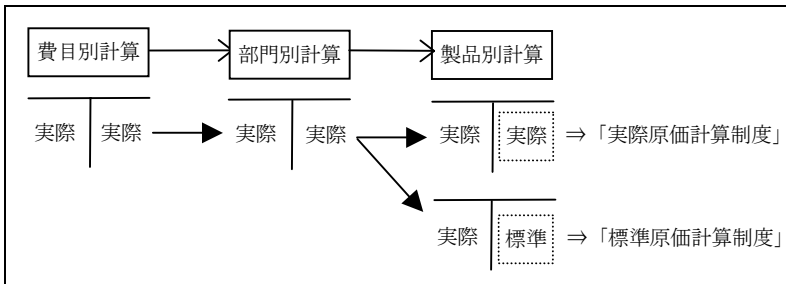 費目別計算 部門別計算 製品別計算
実際 実際 実際 実際 実際 実際 ⇒「実際原価計算制度」
実際 標準 ⇒「標準原価計算制度」